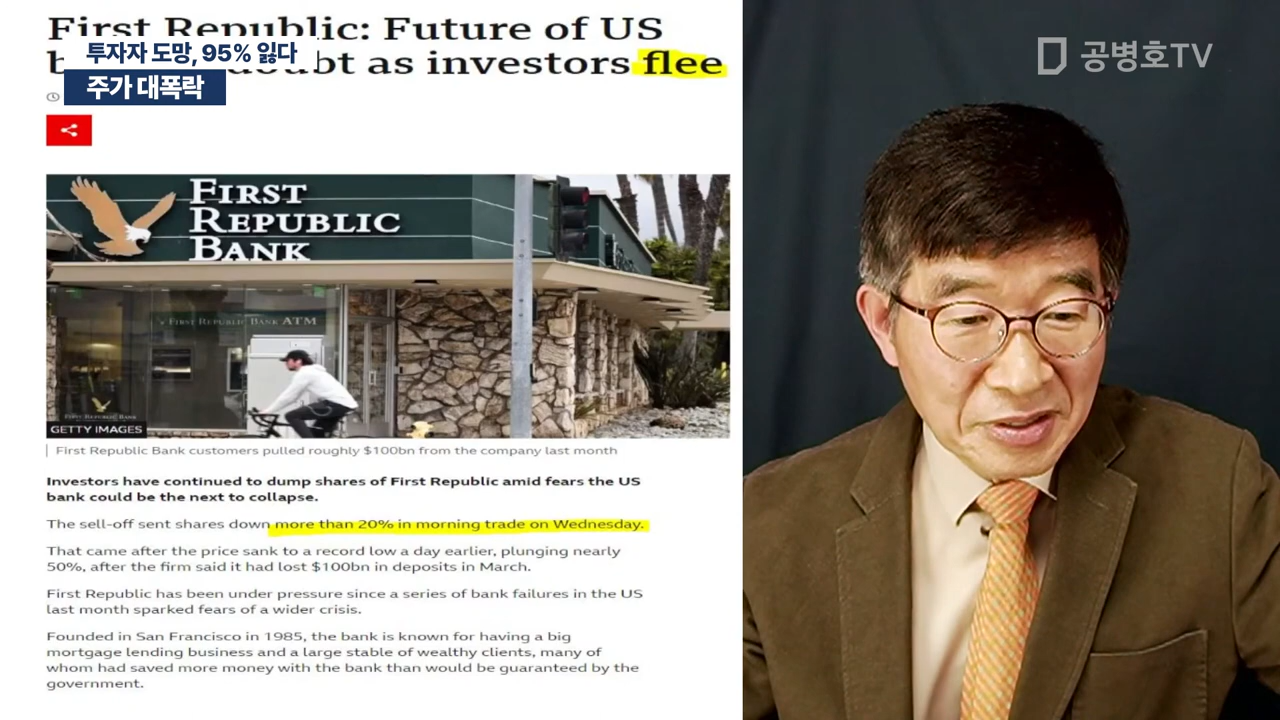 First Republic: Future of US
투자자 도망, 95% 잃다
as investors flee
주가 대폭락
공병호TV
FIRST
REPUBLIC
BANK
FIRST REPUBLIC BANK ATM
FIRST REPUBLIC BANK
GETTY IMAGES
First Republic Bank customers pulled roughly $100bn from the company last month
Investors have continued to dump shares of First Republic amid fears the US
bank could be the next to collapse.
The sell-off sent shares down more than 20% in morning trade on Wednesday.
That came after the price sank to a record low a day earlier, plunging nearly
50%, after the firm said it had lost $100bn in deposits in March.
First Republic has been under pressure since a series of bank failures in the US
last month sparked fears of a wider crisis.
Founded in San Francisco in 1985, the bank is known for having a big
mortgage lending business and a large stable of wealthy clients, many of
whom had saved more money with the bank than would be guaranteed by the
government.